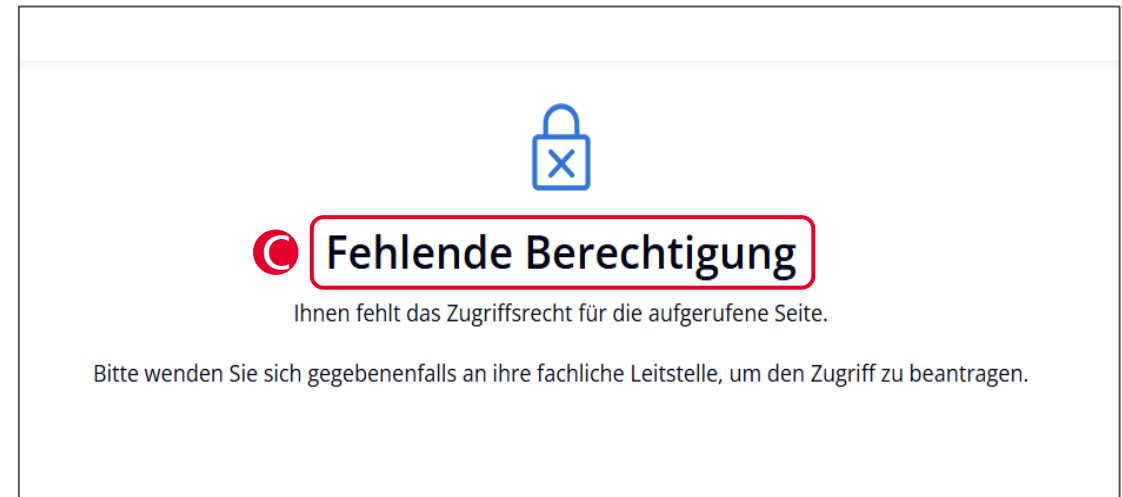 C Fehlende Berechtigung
Ihnen fehlt das Zugriffsrecht für die aufgerufene Seite.
Bitte wenden Sie sich gegebenenfalls an ihre fachliche Leitstelle, um den Zugriff zu beantragen.